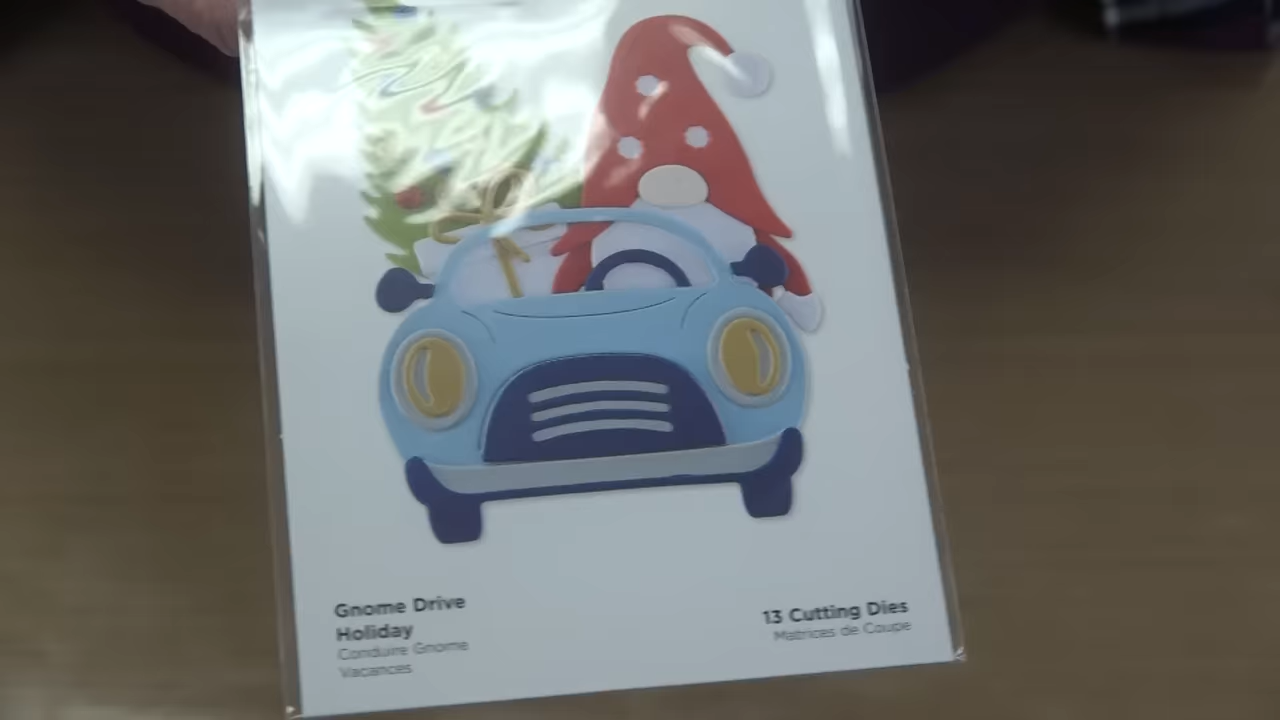 Gnome Drive
Holiday
Conduire Gnome
Vacances
13 Cutting Dies
Matrices de Coupe